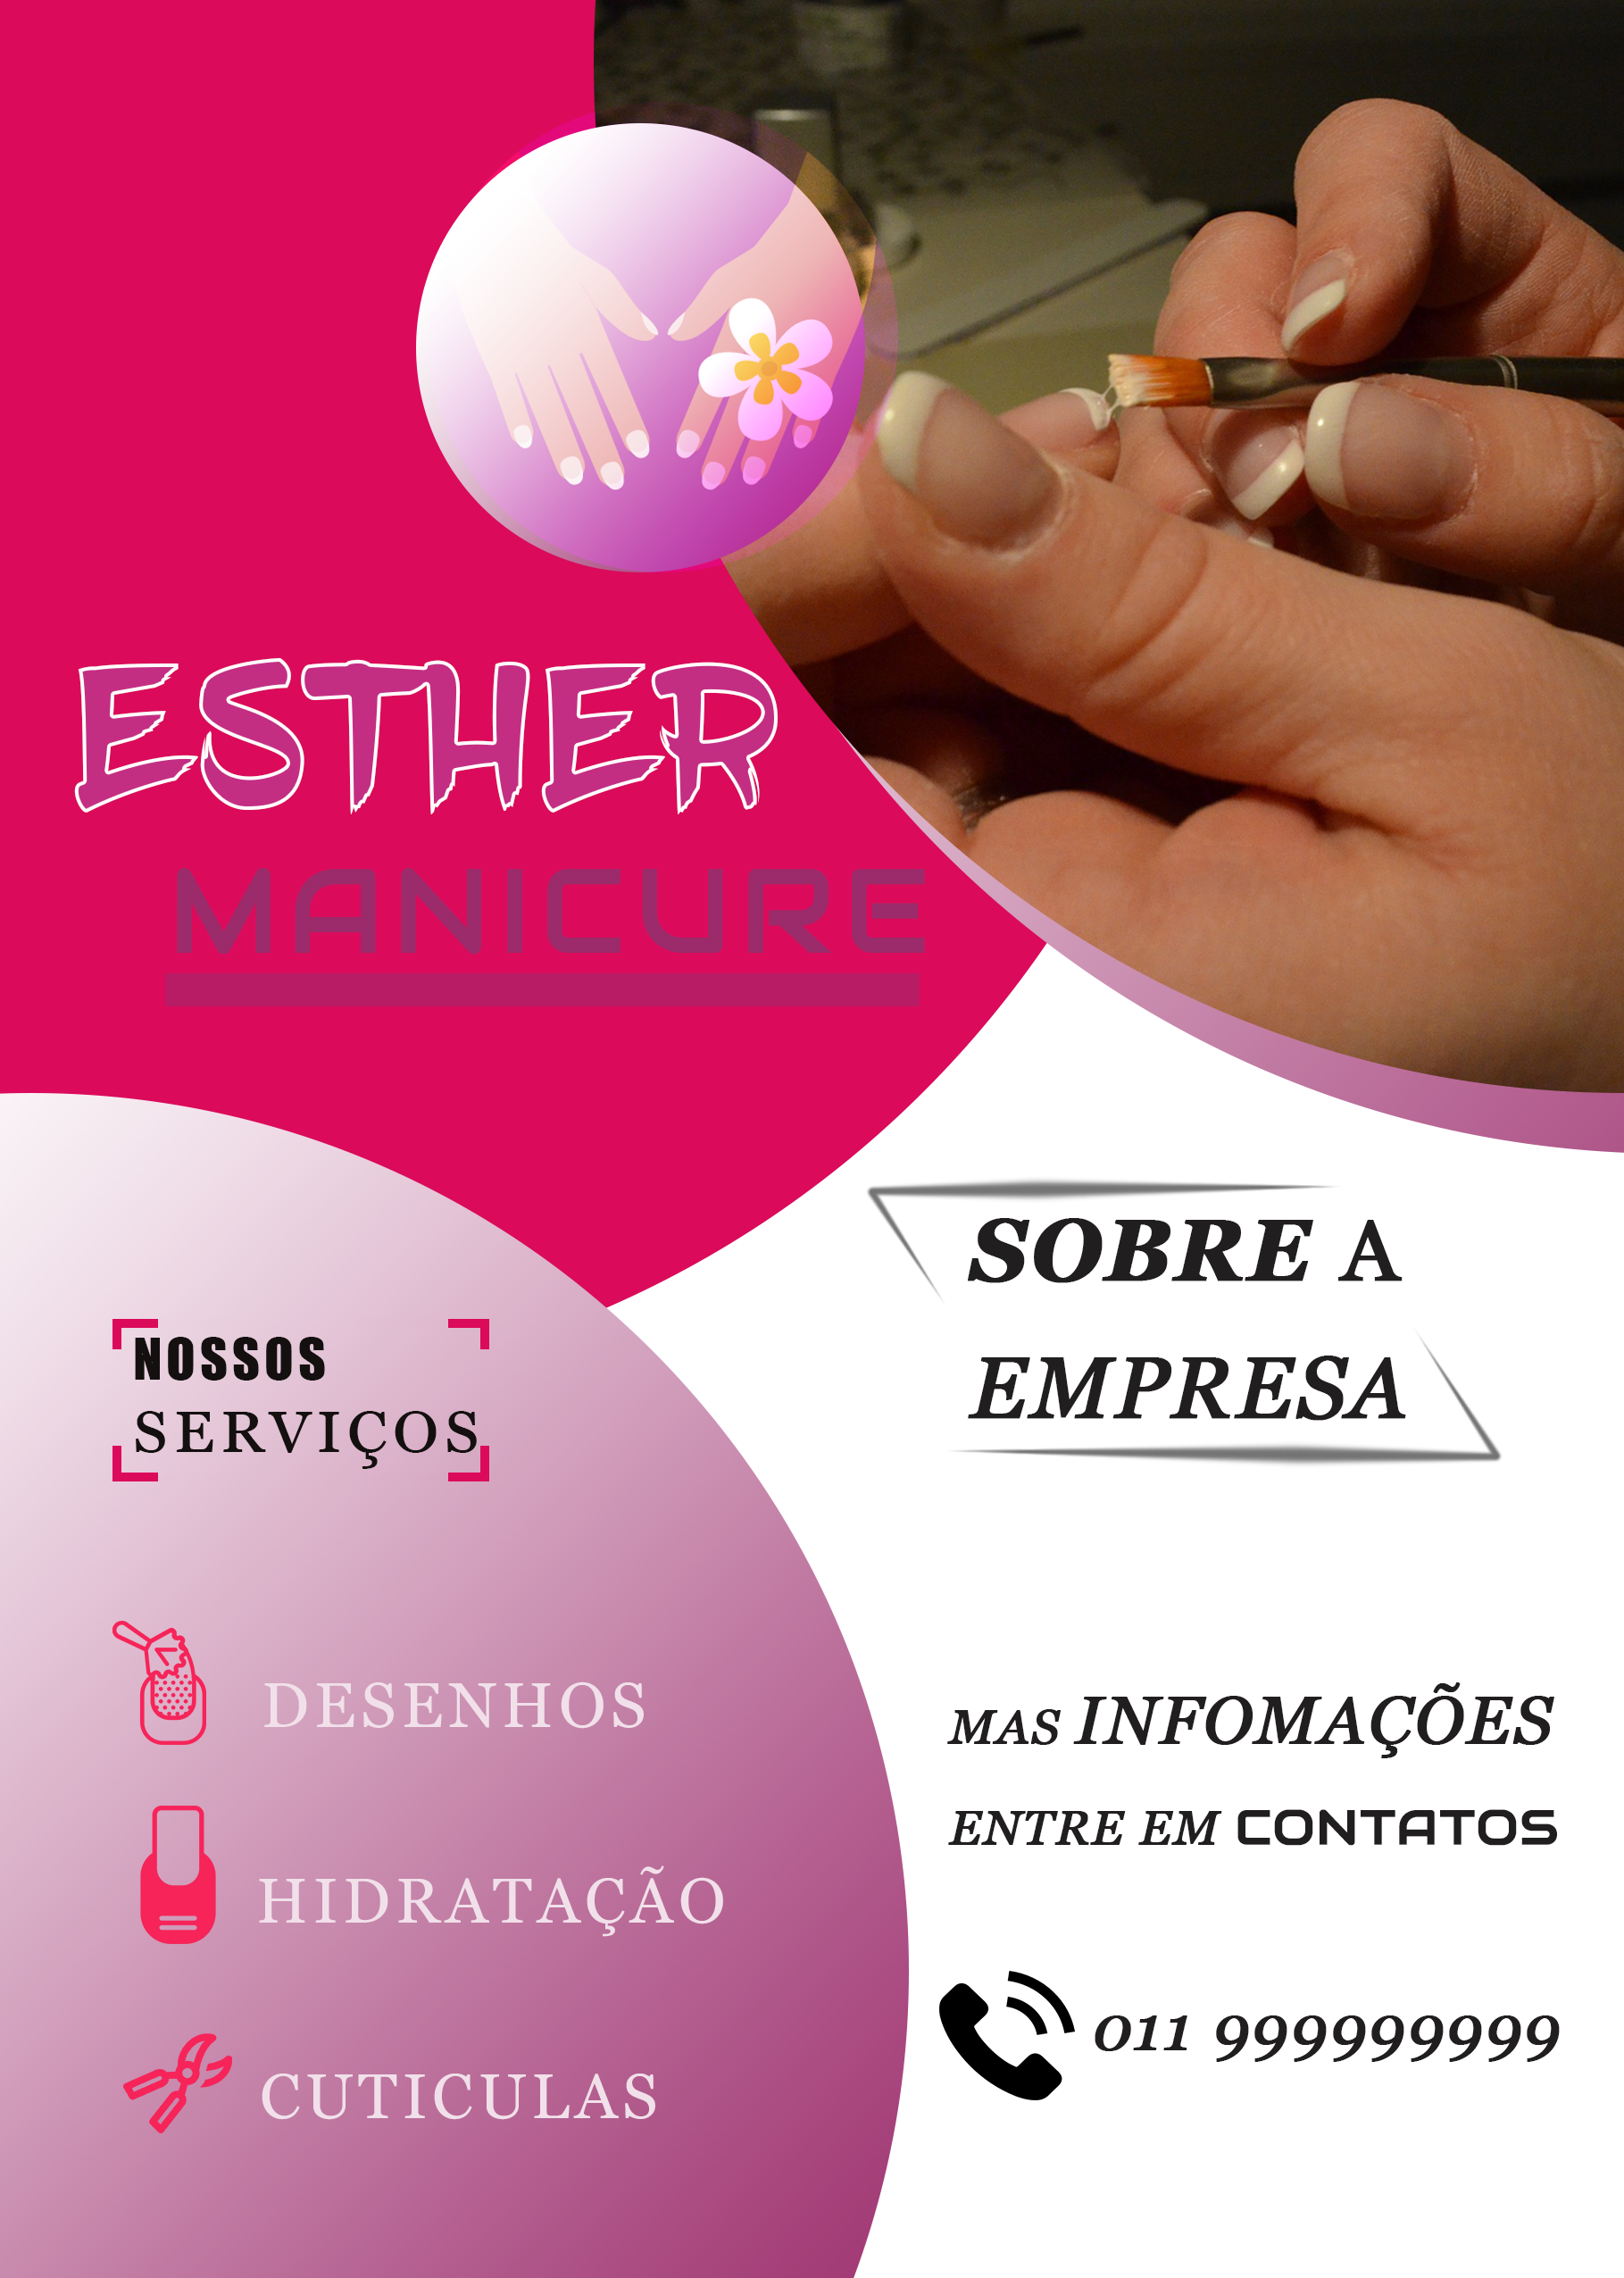 ESTHER
MANICURE
SOBRE A
EMPRESA
NOSSOS
SERVIÇOS
DESENHOS
HIDRATAÇÃO
CUTICULAS
MAS INFOMAÇÕES
ENTRE EM CONTATOS
011 999999999